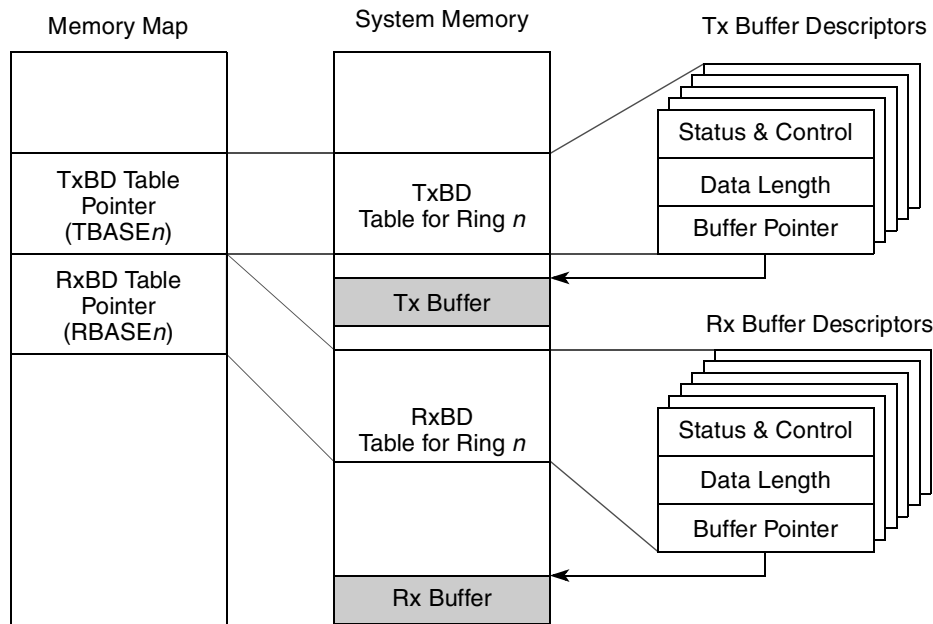 Memory Map
System Memory
Tx Buffer Descriptors
TxBD Table
Pointer
(TBASEn)
RxBD Table
Pointer
(RBASEn)
TxBD
Table for Ring n
Tx Buffer
RxBD
Table for Ring n
Rx Buffer
Status & Control
Data Length
Buffer Pointer
Rx Buffer Descriptors
Status & Control
Data Length
Buffer Pointer